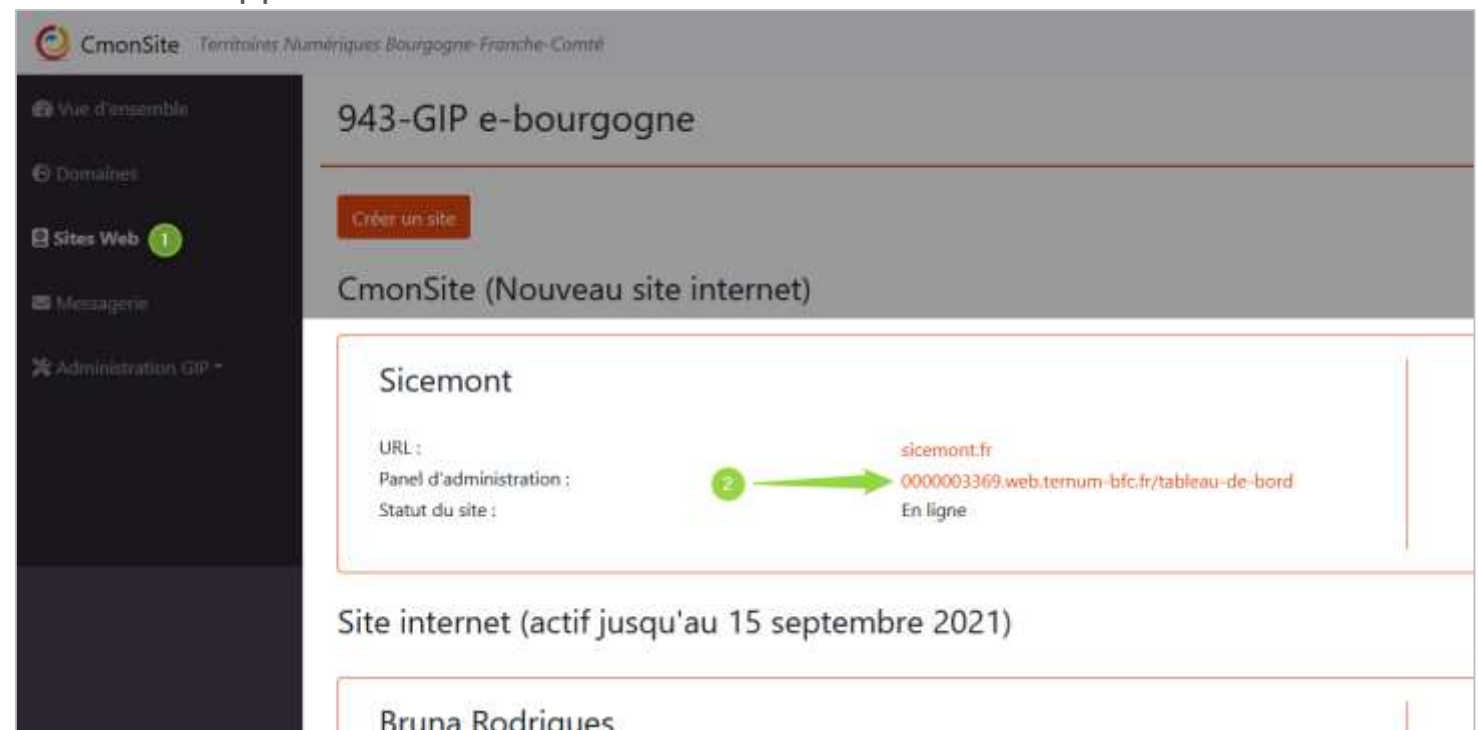 CmonSite Territoires Numériques Bourgogne-Franche-Comté
Vue d'ensemble
Domaines
Sites Web 1
Messagerie
Administration GIP
943-GIP e-bourgogne
Créer un site
CmonSite (Nouveau site internet)
Sicemont
URL : sicemont.fr
Panel d'administration : 2 0000003369.web.ternum-bfc.fr/tableau-de-bord
Statut du site : En ligne
Site internet (actif jusqu'au 15 septembre 2021)
Bruna Rodrigues